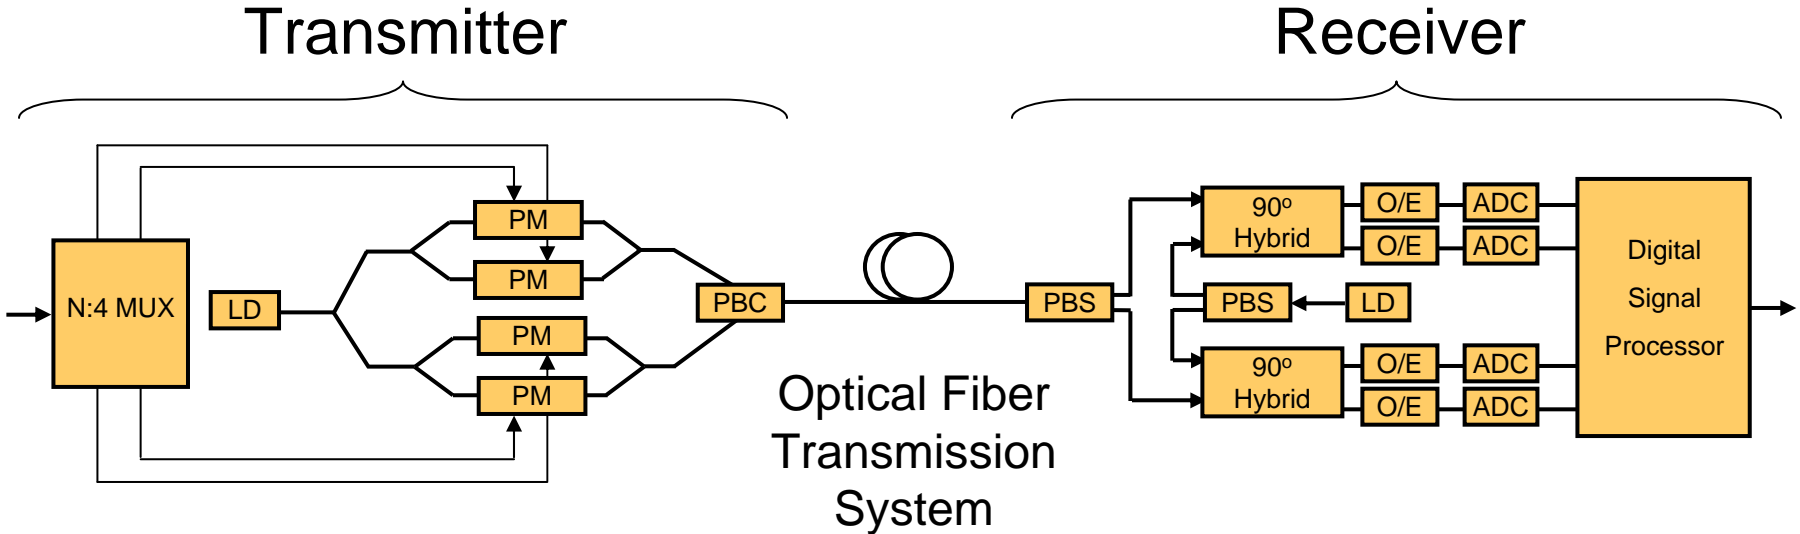 Transmitter
Receiver
N:4 MUX
LD
PM
PM
PM
PM
PBC
Optical Fiber
Transmission
System
PBS
90º
Hybrid
O/E
ADC
O/E
ADC
PBS
LD
90º
Hybrid
O/E
ADC
O/E
ADC
Digital
Signal
Processor